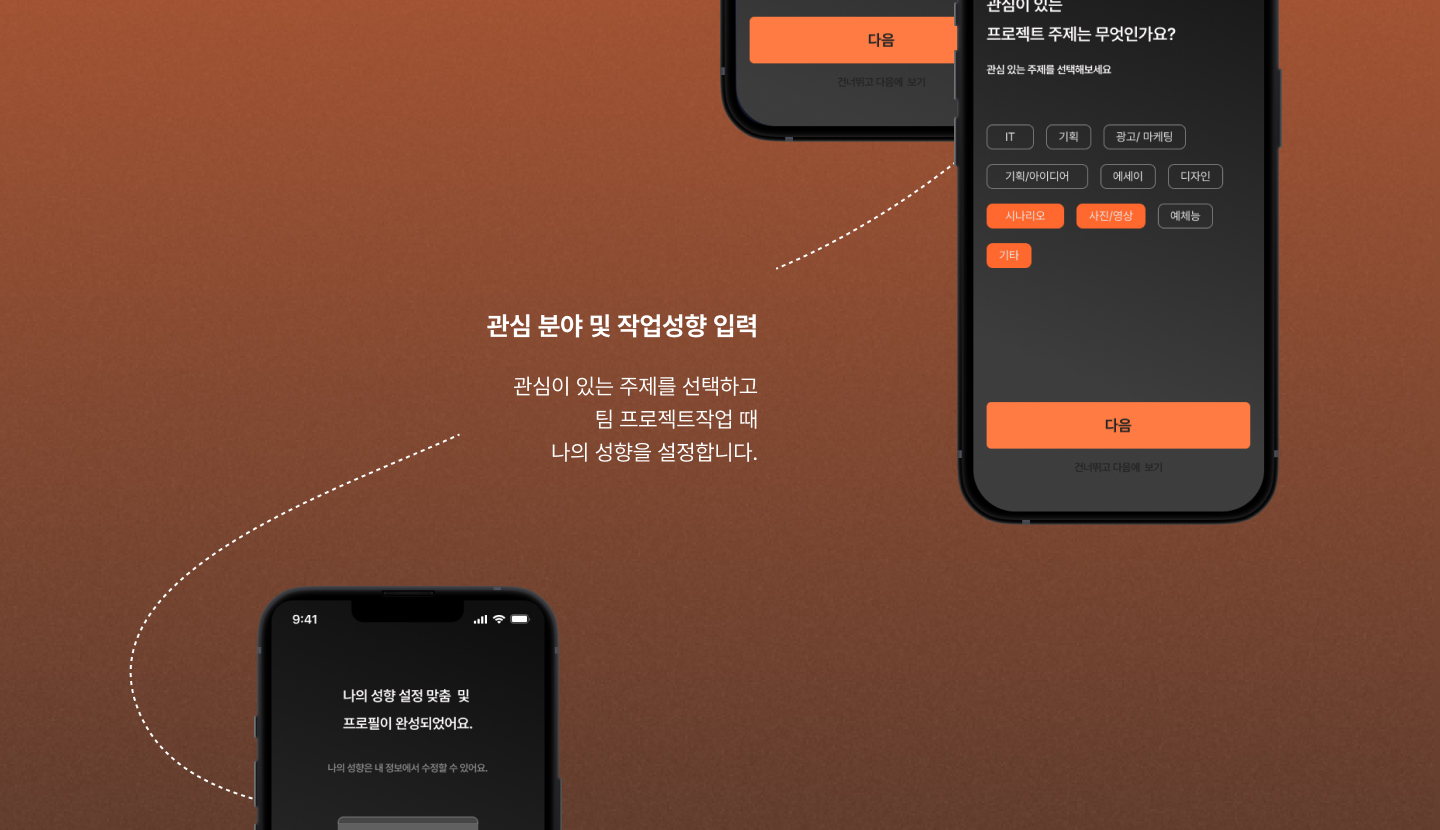 다음
건너뛰고 다음에 보기
관심이 있는
프로젝트 주제는 무엇인가요?
관심 있는 주제를 선택해보세요
IT 기획 광고/ 마케팅
기획/아이디어 에세이 디자인
시나리오 사진/영상 예체능
기타
다음
건너뛰고 다음에 보기
관심 분야 및 작업성향 입력
관심이 있는 주제를 선택하고
팀 프로젝트작업 때
나의 성향을 설정합니다.
9:41
나의 성향 설정 맞춤 및
프로필이 완성되었어요.
나의 성향은 내 정보에서 수정할 수 있어요.